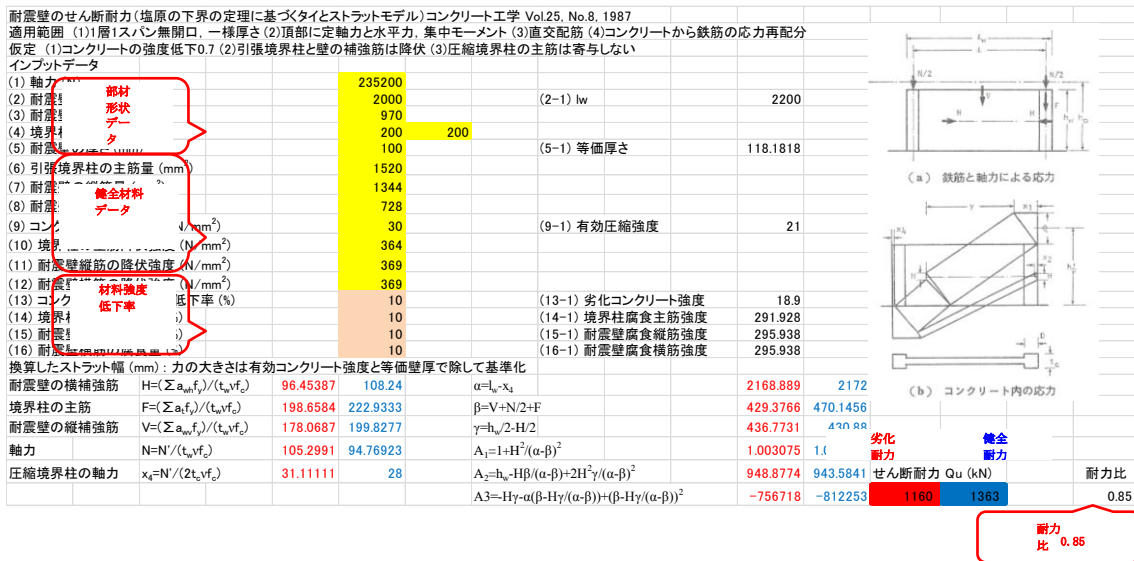 耐震壁のせん断耐力(塩原の下界の定理に基づくタイとストラットモデル)コンクリート工学 Vol.25, No.8, 1987
適用範囲 (1)1層1スパン無開口, 一様厚さ(2)頂部に定軸力と水平力, 集中モーメント (3)直交配筋 (4)コンクリートから鉄筋の応力再配分
仮定 (1)コンクリートの強度低下0.7 (2)引張境界柱と壁の補強筋は降伏 (3)圧縮境界柱の主筋は寄与しない
インプットデータ
(1) 軸力 235200
(2) 耐震 2000 (2-1) lw 2200
(3) 耐震 970
(4) 境界 200 200
(5) 耐震 100 (5-1) 等価厚さ 118.1818
(6) 引張境界柱の主筋量 (mm²) 1520
(7) 耐震 1344
(8) 耐震 728
(9) コン N/mm²) 30 (9-1) 有効圧縮強度 21
(10) 境界 (N/mm²) 364
(11) 耐震壁縦筋の降伏強度 (N/mm²) 369
(12) 耐震 (N/mm²) 369
(13) コンク 低下率 (%) 10 (13-1) 劣化コンクリート強度 18.9
(14) 境界柱 10 (14-1) 境界柱腐食主筋強度 291.928
(15) 耐震 10 (15-1) 耐震壁腐食縦筋強度 295.938
(16) 耐震 10 (16-1) 耐震壁腐食横筋強度 295.938
部材
形状
デー
タ
健全材料
データ
材料強度
低下率
換算したストラット幅 (mm) : 力の大きさは有効コンクリート強度と等価壁厚で除して基準化
耐震壁の横補強筋 H=(Σa_wh f_y)/(t_w νf_c) 96.45387 108.24 α=l_w-x₄ 2168.889 2172
境界柱の主筋 F=(Σa_t f_y)/(t_w νf_c) 198.6584 222.9333 β=V+N/2+F 429.3766 470.1456
耐震壁の縦補強筋 V=(Σa_wv f_y)/(t_w νf_c) 178.0687 199.8277 γ=h_w/2-H/2 436.7731 430.88
軸力 N=N'/(t_w νf_c) 105.2991 94.76923 A₁=1+H²/(α-β)² 1.003075
圧縮境界柱の軸力 x₄=N'/(2t_c νf_c) 31.11111 28 A₂=h_w-Hβ/(α-β)+2H²γ/(α-β)² 948.8774 943.5841
A3=-Hγ-α(β-Hγ/(α-β))+(β-Hγ/(α-β))² -756718 -812253
劣化
耐力
健全
耐力
せん断耐力 Qu (kN) 耐力比
1160 1363 0.85
耐力
比 0.85
N/2 N/2
(a) 鉄筋と軸力による応力
(b) コンクリート内の応力